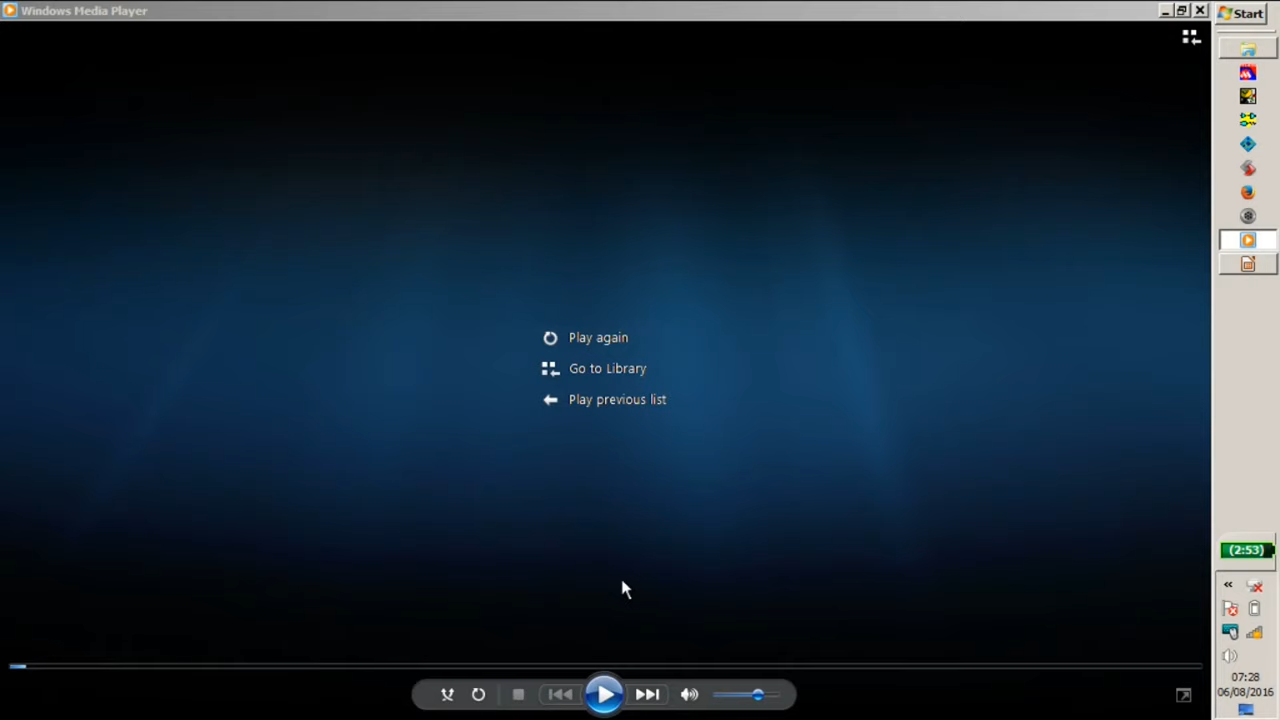 Windows Media Player
Start
Play again
Go to Library
Play previous list
(2:53)
07:28
06/08/2016